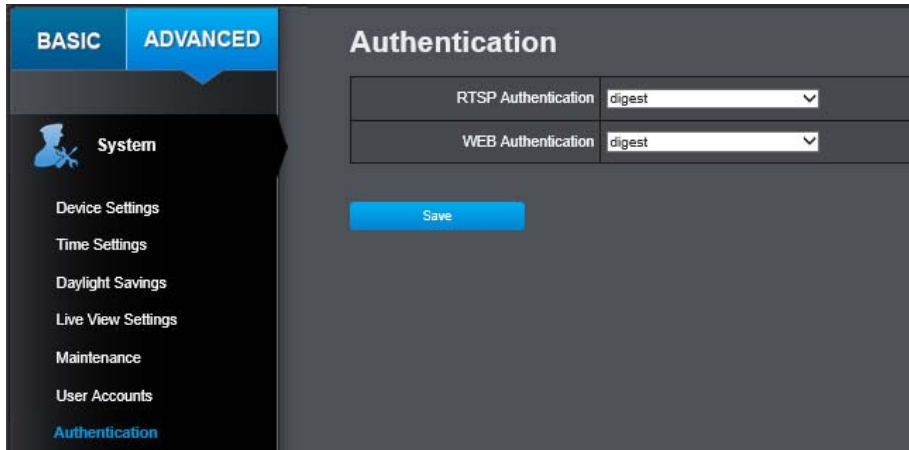 BASIC
ADVANCED
System
Device Settings
Time Settings
Daylight Savings
Live View Settings
Maintenance
User Accounts
Authentication
Authentication
RTSP Authentication digest
WEB Authentication digest
Save